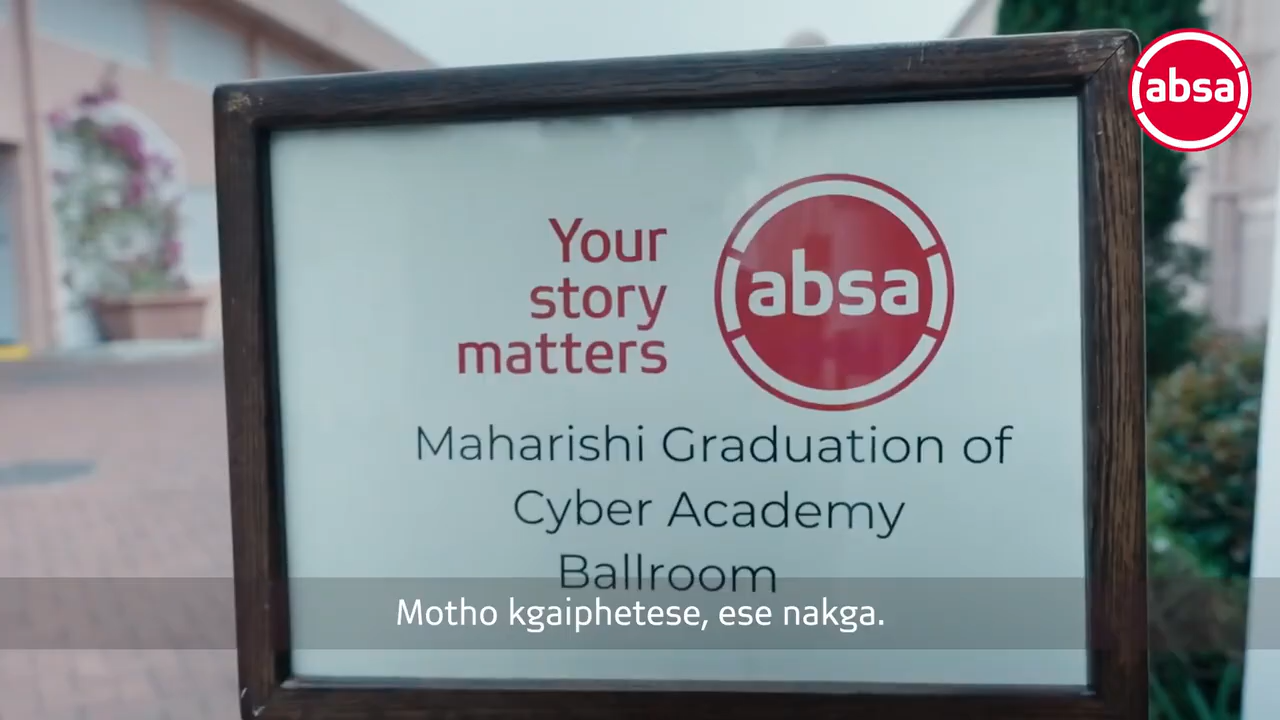 absa
Your
story
matters
absa
Maharishi Graduation of
Cyber Academy
Ballroom
Motho kgaiphetese, ese nakga.